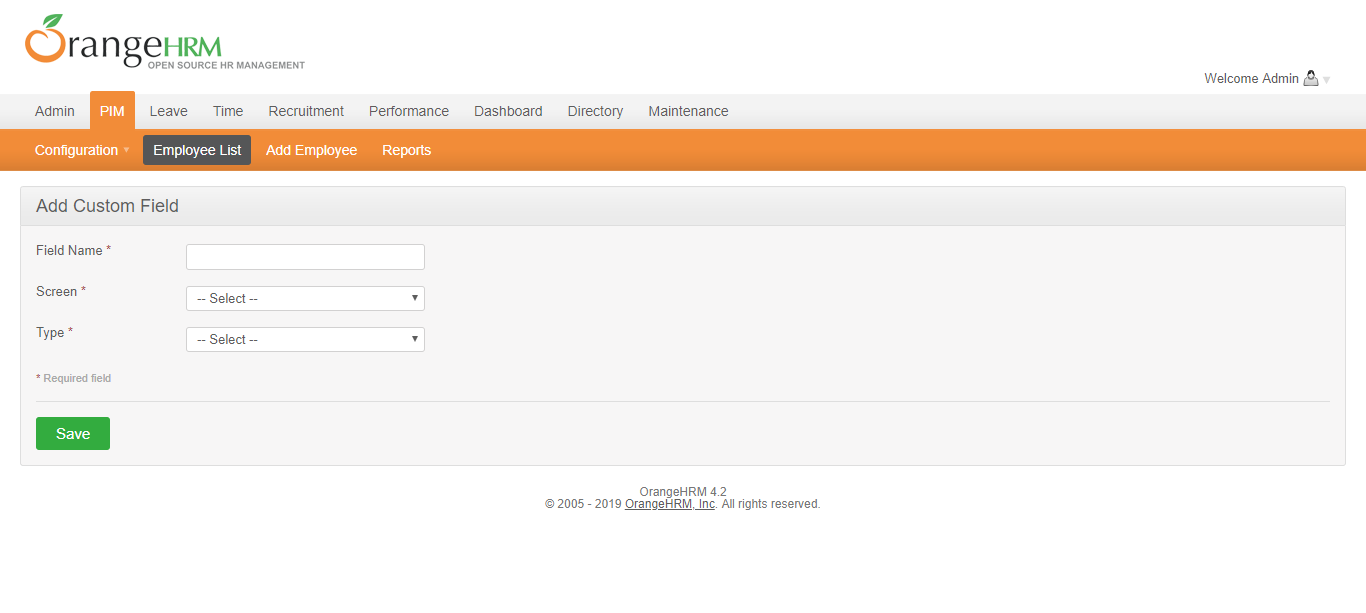 OrangeHRM
OPEN SOURCE HR MANAGEMENT
Welcome Admin
Admin PIM Leave Time Recruitment Performance Dashboard Directory Maintenance
Configuration Employee List Add Employee Reports
Add Custom Field
Field Name *
Screen * -- Select --
Type * -- Select --
* Required field
Save
OrangeHRM 4.2
© 2005 - 2019 OrangeHRM, Inc. All rights reserved.